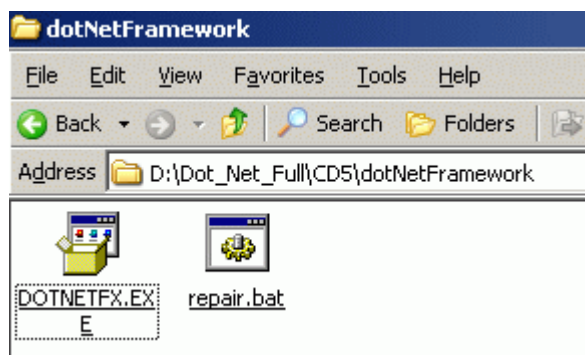 dotNetFramework
File Edit View Favorites Tools Help
Back Search Folders
Address D:\Dot_Net_Full\CD5\dotNetFramework
DOTNETFX.EX
E
repair.bat